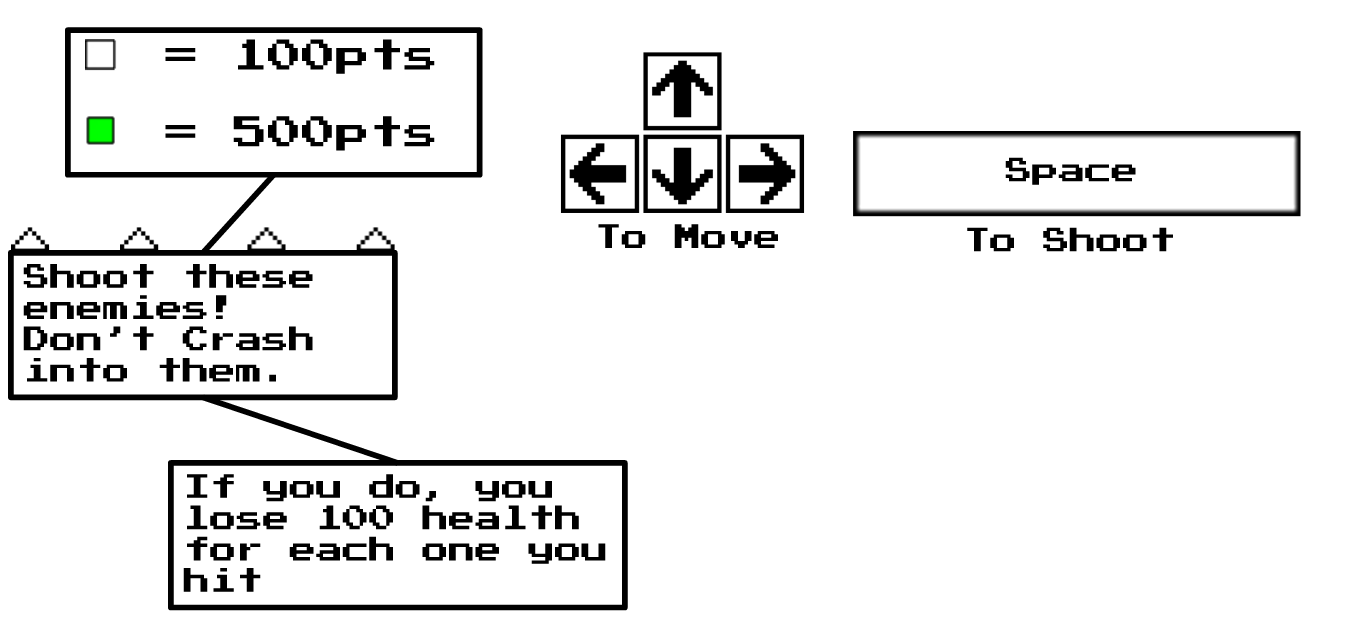 = 100pts
= 500pts
Shoot these
enemies!
Don't Crash
into them.
If you do, you
lose 100 health
for each one you
hit
To Move
Space
To Shoot